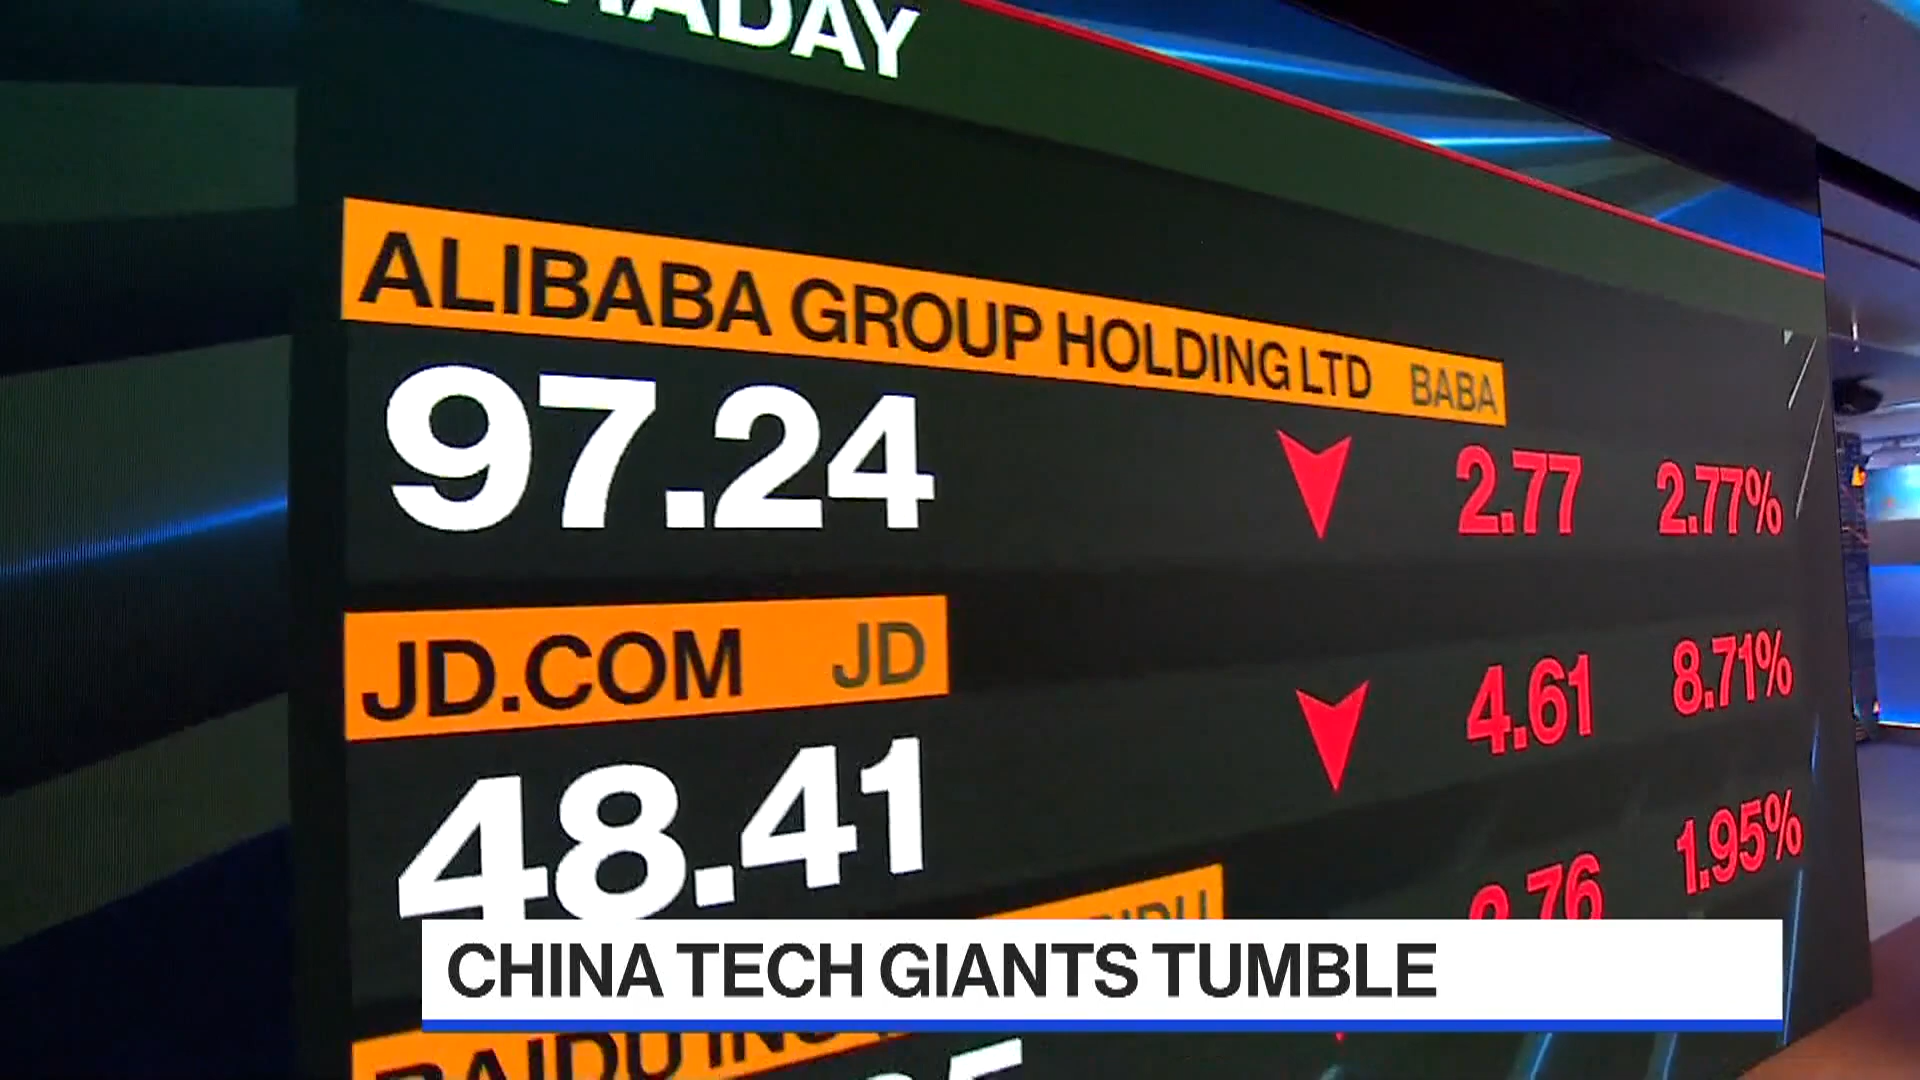 ALIBABA GROUP HOLDING LTD BABA
97.24 2.77 2.77%
JD.COM JD
48.41 4.61 8.71%
1.95%
CHINA TECH GIANTS TUMBLE